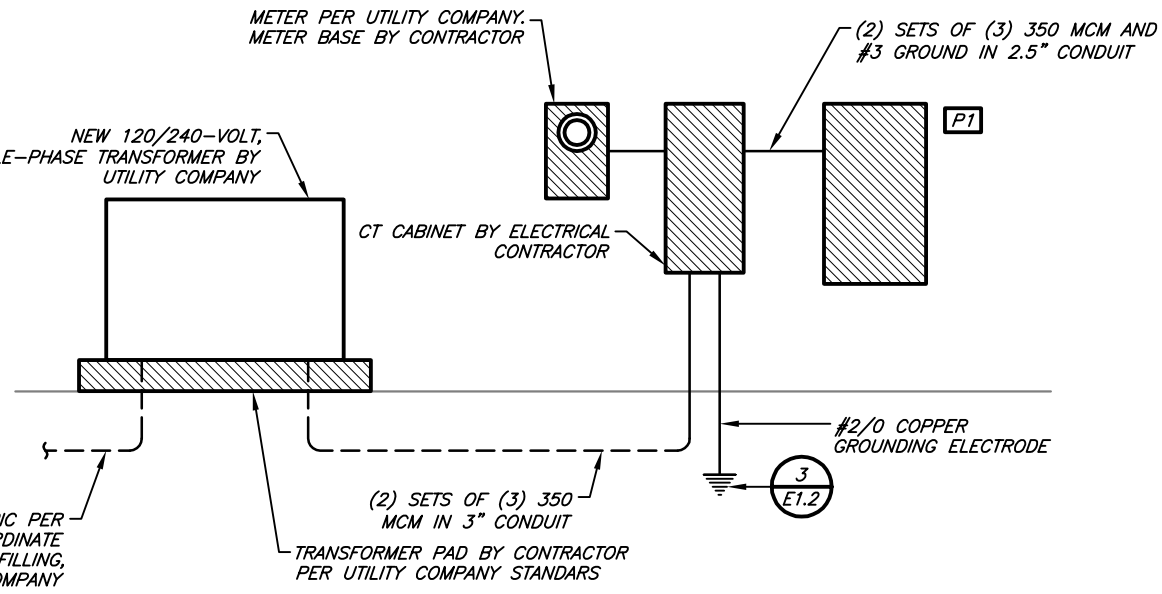 METER PER UTILITY COMPANY.
METER BASE BY CONTRACTOR
(2) SETS OF (3) 350 MCM AND
#3 GROUND IN 2.5" CONDUIT
P1
NEW 120/240-VOLT,
LE-PHASE TRANSFORMER BY
UTILITY COMPANY
CT CABINET BY ELECTRICAL
CONTRACTOR
#2/0 COPPER
GROUNDING ELECTRODE
3
E1.2
(2) SETS OF (3) 350
MCM IN 3" CONDUIT
IC PER
RDINATE
FILLING,
OMPANY
TRANSFORMER PAD BY CONTRACTOR
PER UTILITY COMPANY STANDARS